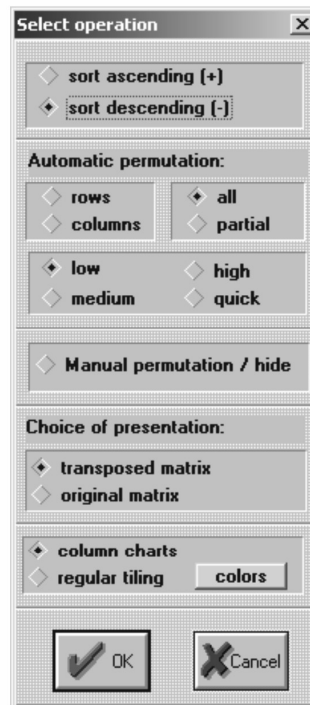 Select operation
sort ascending (+)
sort descending (-)
Automatic permutation:
rows
columns
all
partial
low
medium
high
quick
Manual permutation / hide
Choice of presentation:
transposed matrix
original matrix
column charts
regular tiling
colors
OK
Cancel